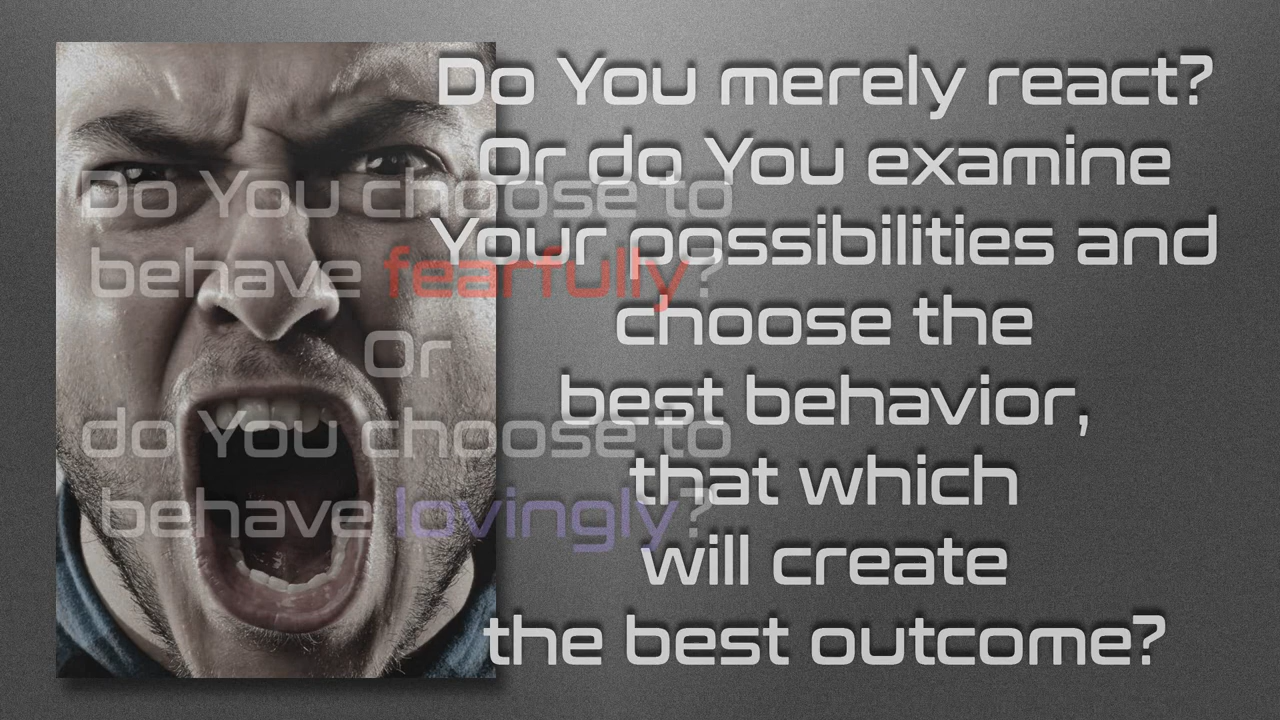 Do You merely react?
Or do You examine
Your possibilities and
choose the
best behavior,
that which
will create
the best outcome?
Do You choose to
behave fearfully?
Or
do You choose to
behave lovingly?